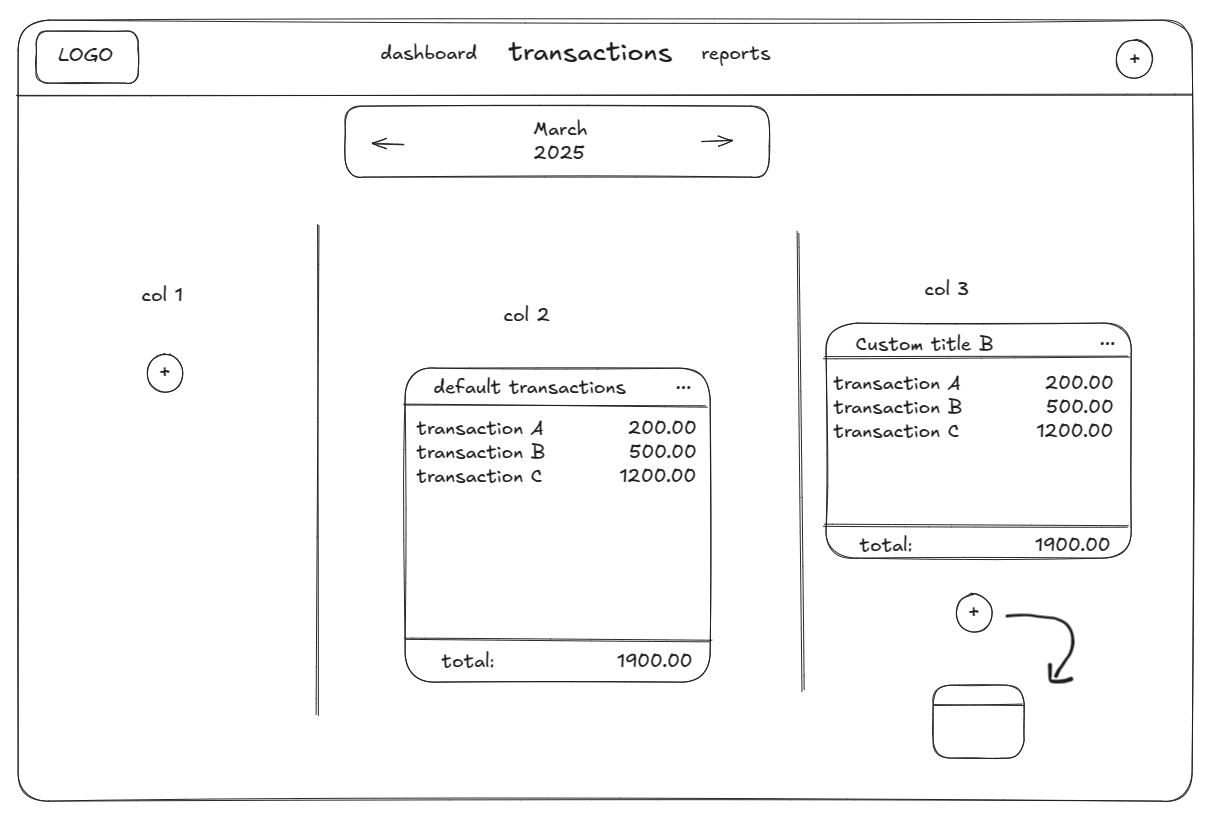 LOGO
dashboard transactions reports
+
March
2025
col 1
+
col 2
default transactions ...
transaction A 200.00
transaction B 500.00
transaction C 1200.00
total: 1900.00
col 3
Custom title B ...
transaction A 200.00
transaction B 500.00
transaction C 1200.00
total: 1900.00
+